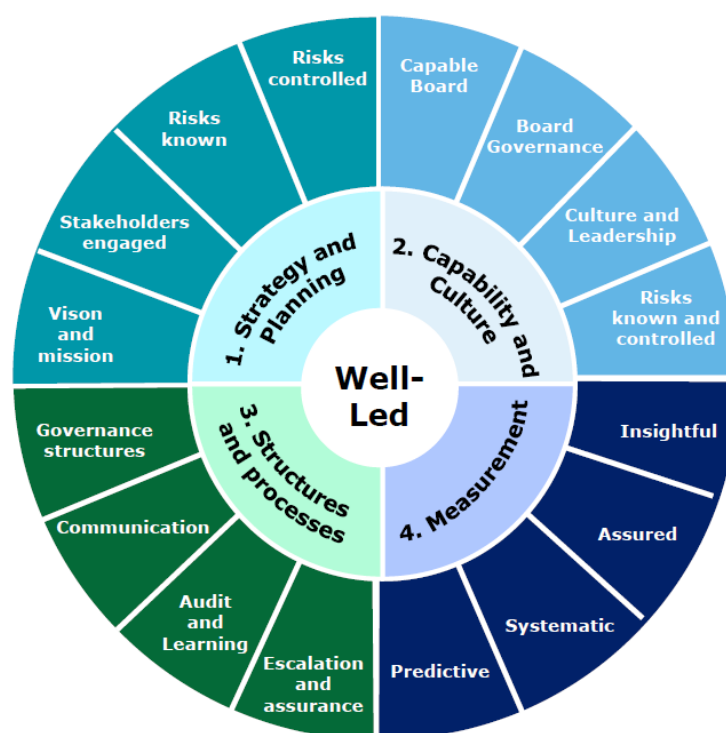 Risks
controlled
Capable
Board
Risks
known
Board
Governance
Stakeholders
engaged
Culture and
Leadership
Vison
and
mission
Risks
known and
controlled
1. Strategy and
Planning
2. Capability and
Culture
Well-
Led
3. Structures
and processes
4. Measurement
Governance
structures
Insightful
Communication
Assured
Audit
and
Learning
Systematic
Escalation
and
assurance
Predictive